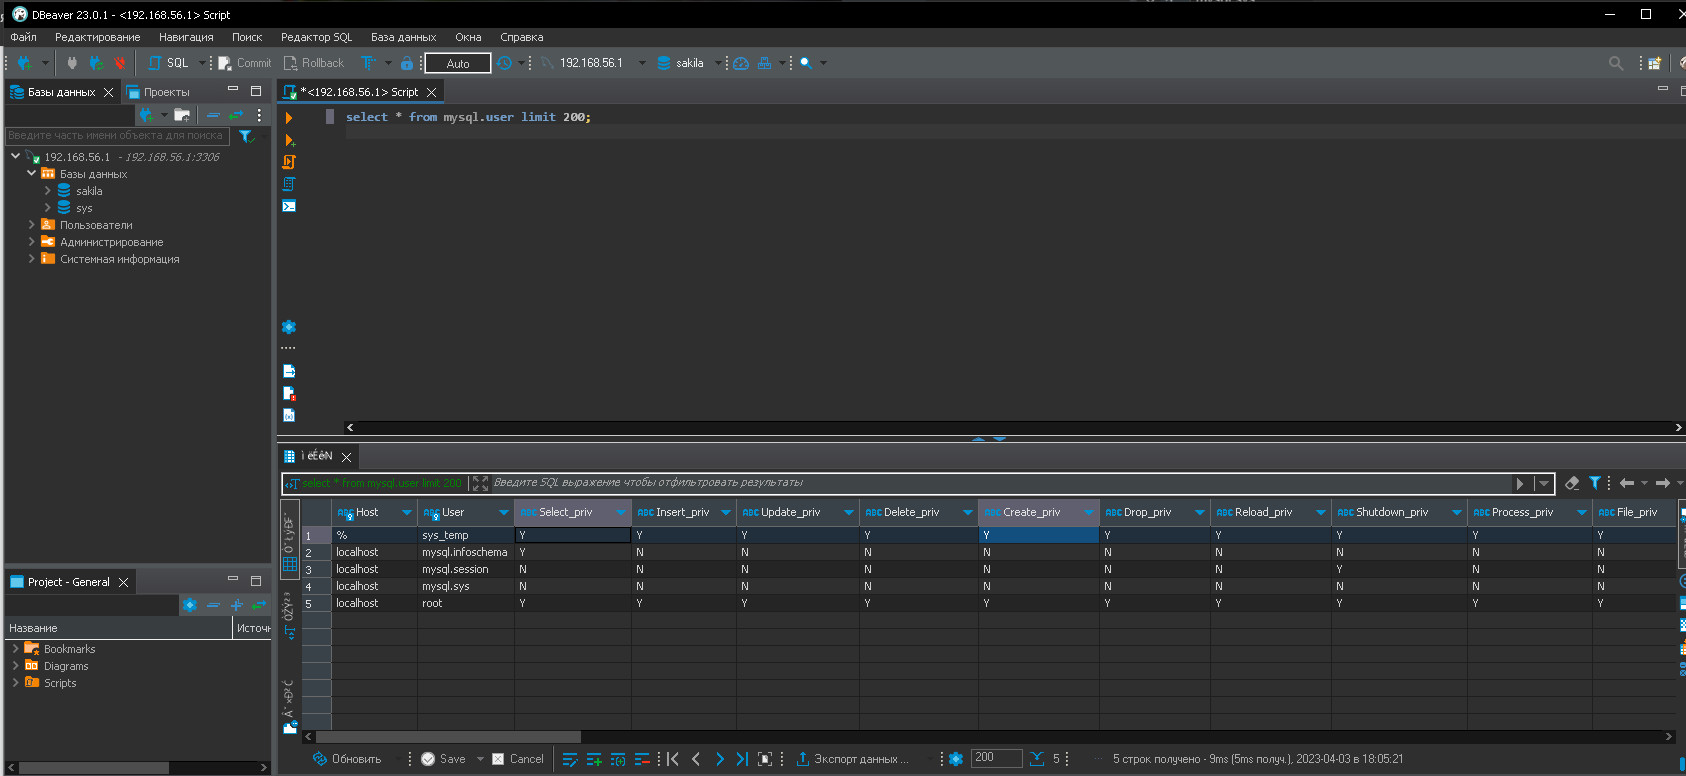 DBeaver 23.0.1 - <192.168.56.1> Script
Файл Редактирование Навигация Поиск Редактор SQL База данных Окна Справка
SQL Commit Rollback T Auto 192.168.56.1 sakila
Базы данных Проекты
*<192.168.56.1> Script
Введите часть имени объекта для поиска
select * from mysql.user limit 200;
192.168.56.1 - 192.168.56.1:3306
Базы данных
sakila
sys
Пользователи
Администрирование
Системная информация
select * from mysql.user limit 200
Введите SQL выражение чтобы отфильтровать результаты
Host User Select_priv Insert_priv Update_priv Delete_priv Create_priv Drop_priv Reload_priv Shutdown_priv Process_priv File_priv
1 % sys_temp Y Y Y Y Y Y Y Y Y Y
2 localhost mysql.infoschema Y N N N N N N N N N
3 localhost mysql.session N N N N N N N Y N N
4 localhost mysql.sys N N N N N N N N N N
5 localhost root Y Y Y Y Y Y Y Y Y Y
Project - General
Название Источн
Bookmarks
Diagrams
Scripts
Обновить Save Cancel Экспорт данных ... 200 5 5 строк получено - 9ms (5ms получ.), 2023-04-03 в 18:05:21